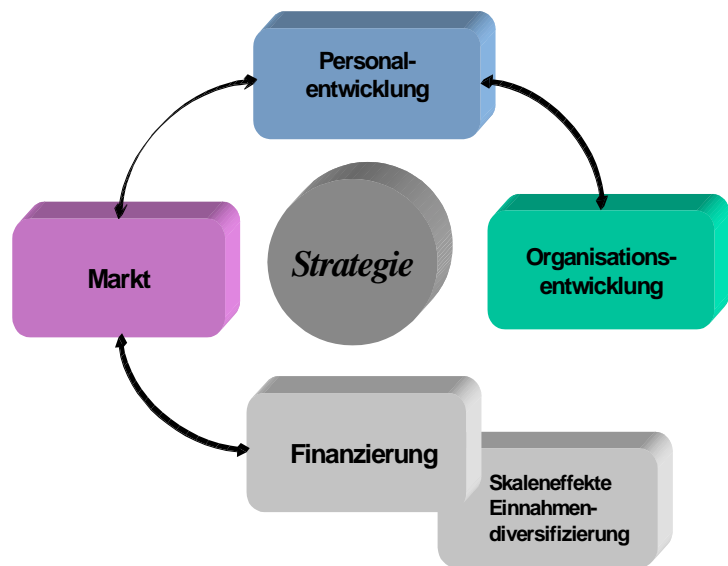 Personal-
entwicklung
Strategie
Markt
Organisations-
entwicklung
Finanzierung
Skaleneffekte
Einnahmen-
diversifizierung